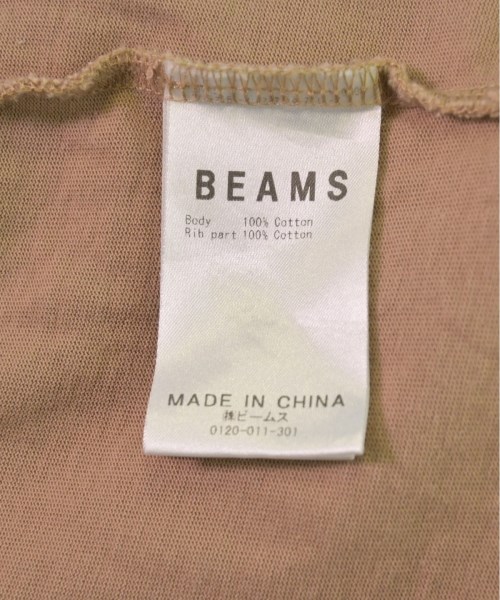 BEAMS
Body 100% Cotton
Rib part 100% Cotton
MADE IN CHINA
㈱ビームス
0120-011-301